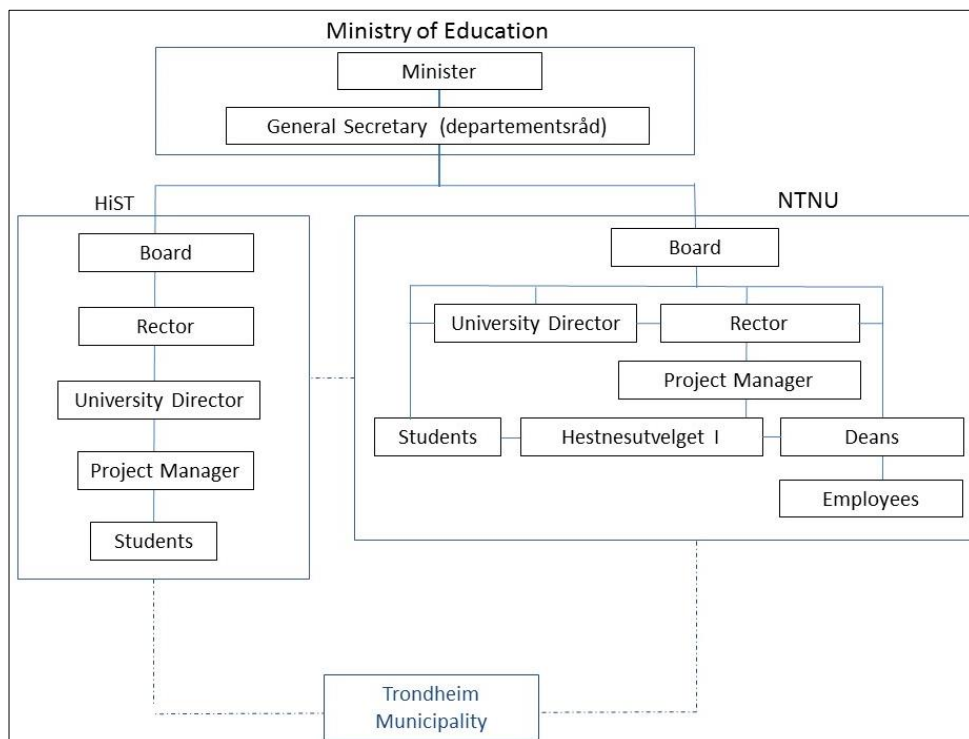 Ministry of Education
Minister
General Secretary (departementsråd)
HiST
Board
Rector
University Director
Project Manager
Students
NTNU
Board
University Director
Rector
Project Manager
Students
Hestnesutvelget I
Deans
Employees
Trondheim
Municipality